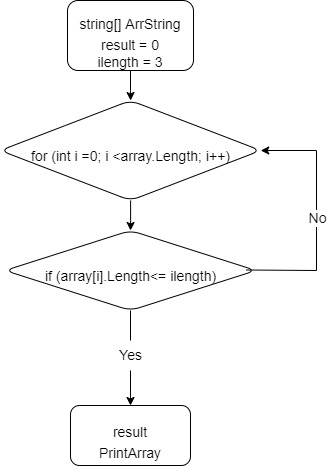 string[] ArrString
result = 0
ilength = 3
for (int i =0; i <array.Length; i++)
No
if (array[i].Length<= ilength)
Yes
result
PrintArray